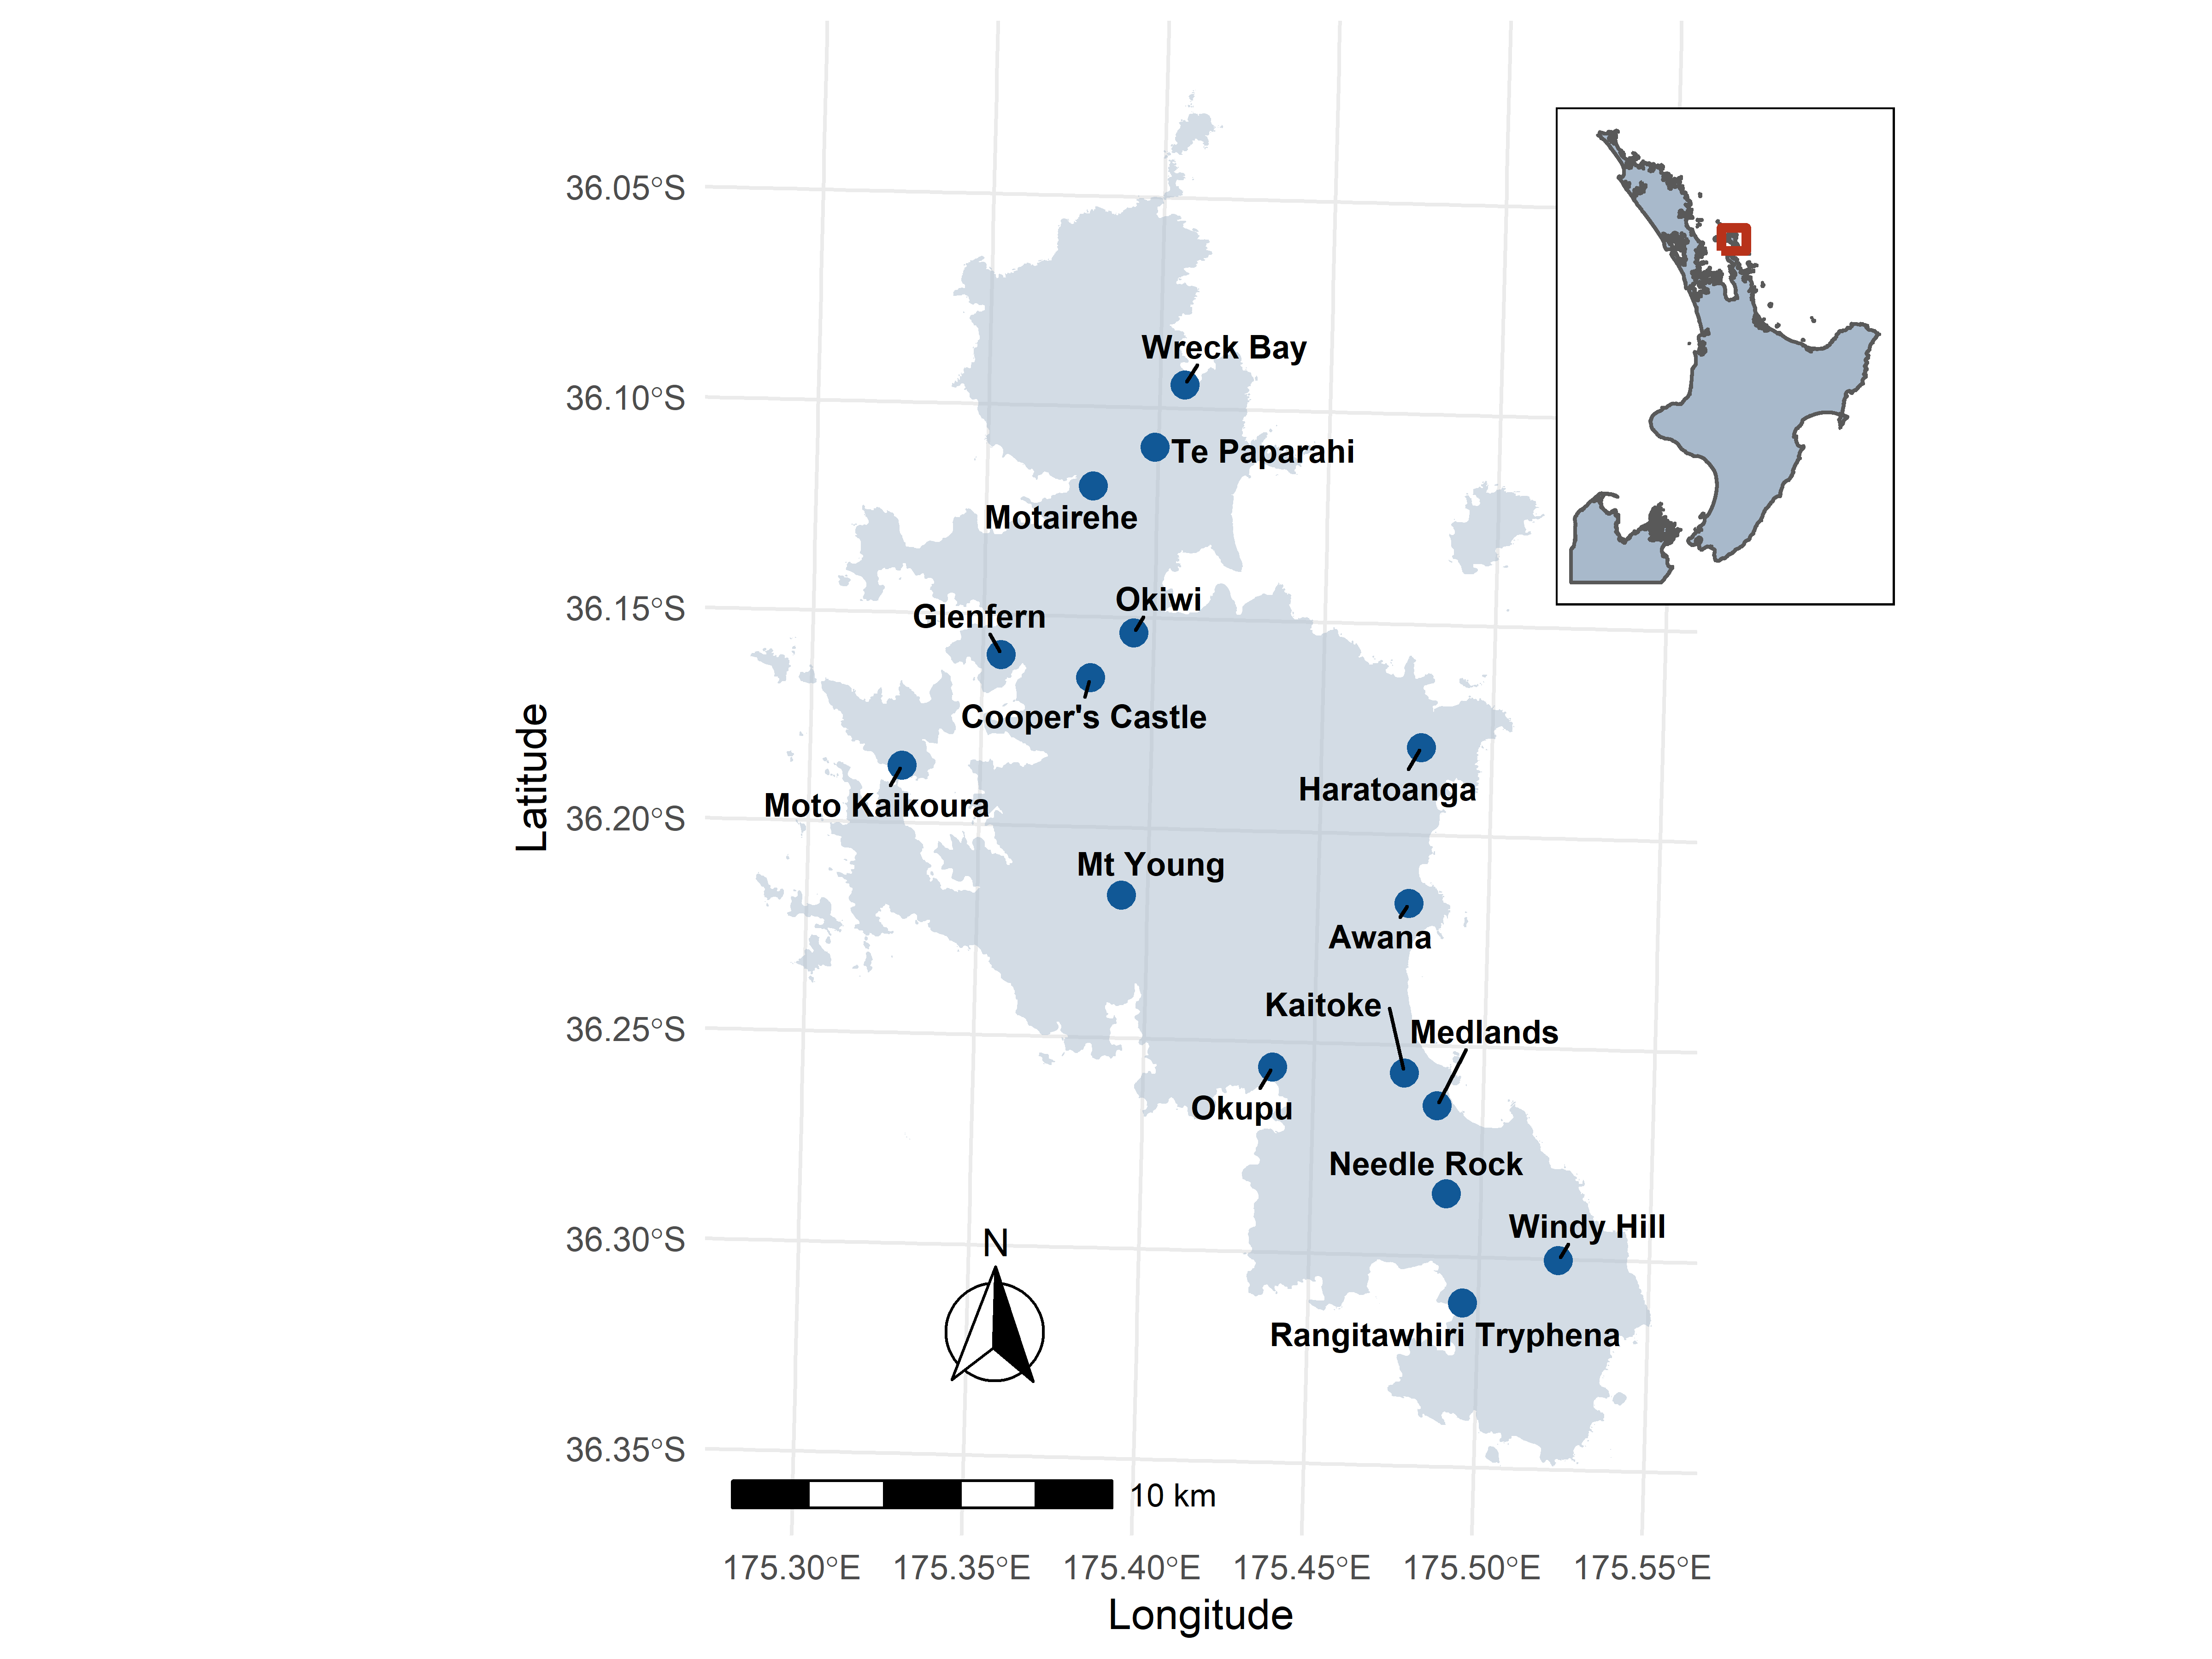 36.05°S
Wreck Bay
36.10°S
Te Paparahi
Motairehe
Okiwi
36.15°S
Glenfern
Cooper's Castle
Haratoanga
Moto Kaikoura
36.20°S
Latitude
Mt Young
Awana
Kaitoke
36.25°S
Medlands
Okupu
Needle Rock
Windy Hill
36.30°S
N
Rangitawhiri Tryphena
36.35°S
10 km
175.30°E 175.35°E 175.40°E 175.45°E 175.50°E 175.55°E
Longitude